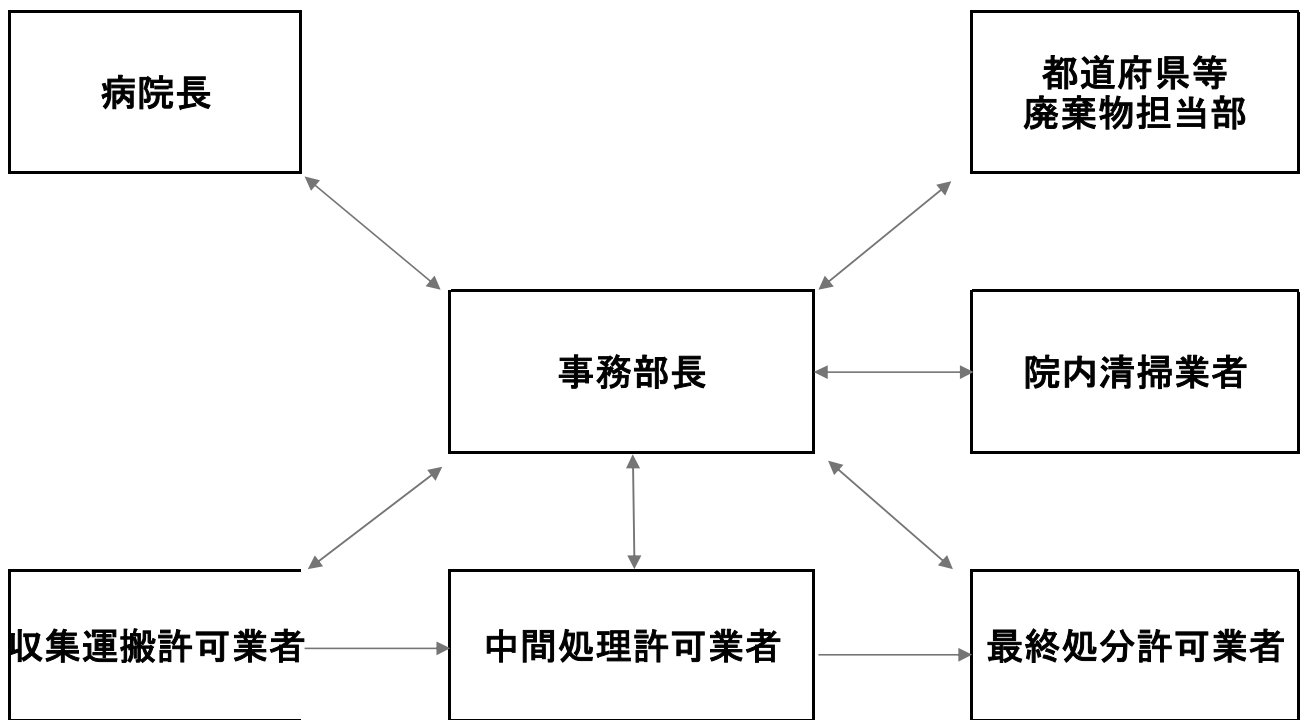 病院長
都道府県等
廃棄物担当部
事務部長
院内清掃業者
収集運搬許可業者
中間処理許可業者
最終処分許可業者